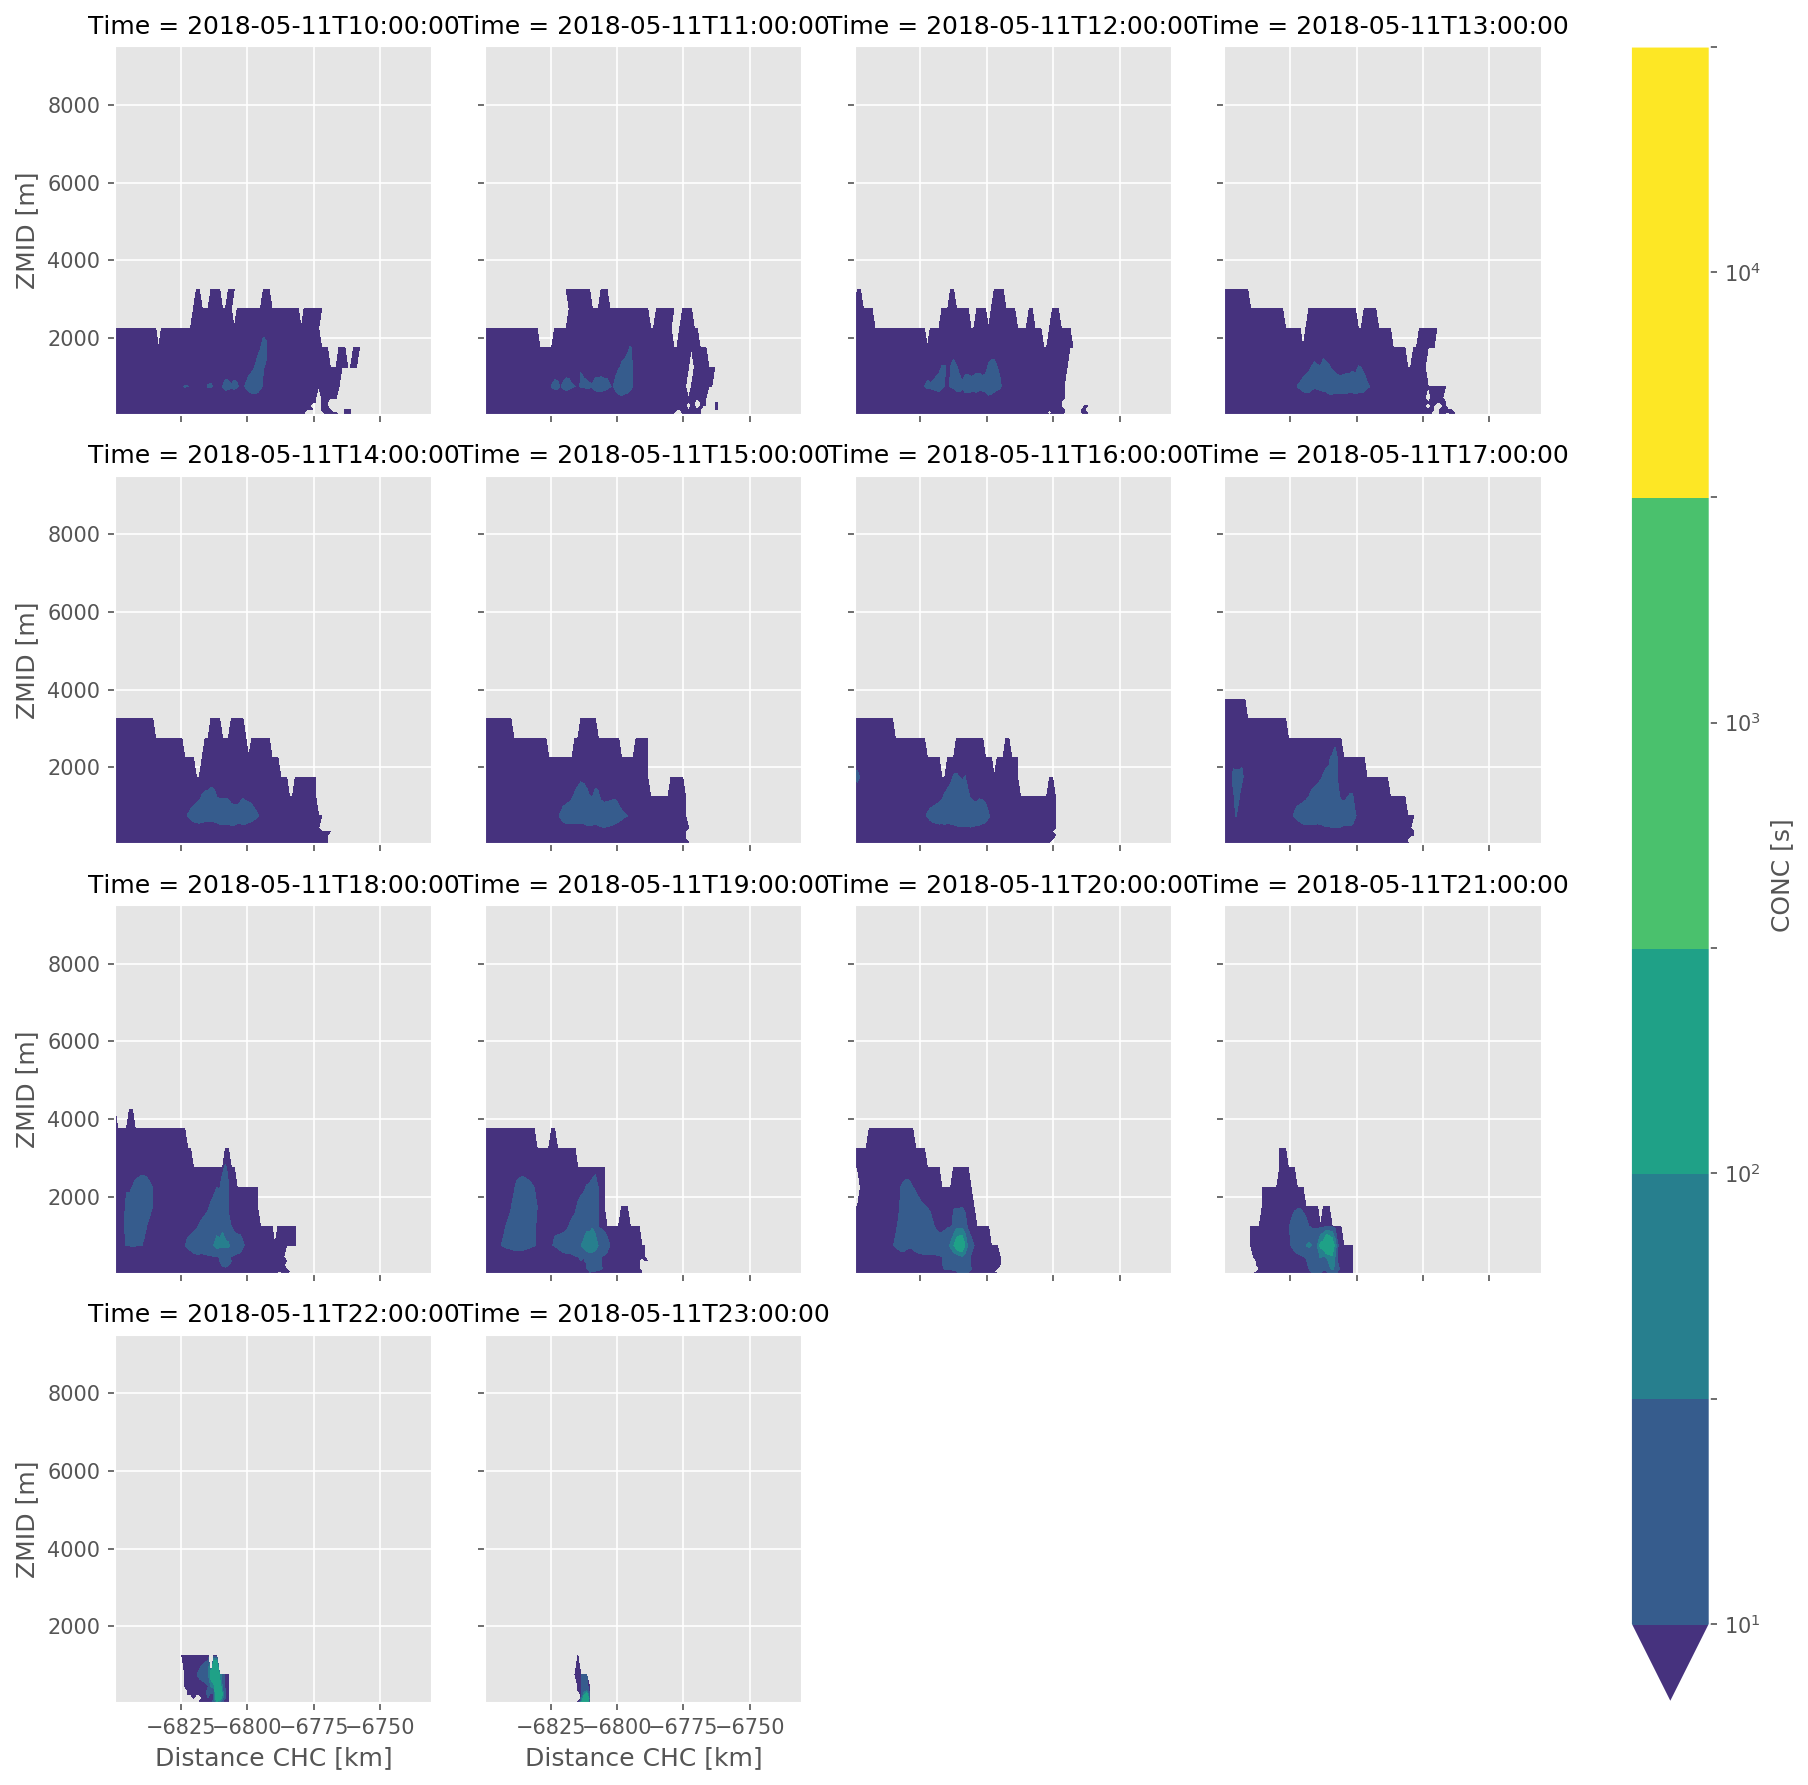 Time = 2018-05-11T10:00:00 Time = 2018-05-11T11:00:00 Time = 2018-05-11T12:00:00 Time = 2018-05-11T13:00:00
8000
6000
4000
2000
ZMID [m]
Time = 2018-05-11T14:00:00 Time = 2018-05-11T15:00:00 Time = 2018-05-11T16:00:00 Time = 2018-05-11T17:00:00
8000
6000
4000
2000
ZMID [m]
Time = 2018-05-11T18:00:00 Time = 2018-05-11T19:00:00 Time = 2018-05-11T20:00:00 Time = 2018-05-11T21:00:00
8000
6000
4000
2000
ZMID [m]
Time = 2018-05-11T22:00:00 Time = 2018-05-11T23:00:00
8000
6000
4000
2000
ZMID [m]
−6825 −6800 −6775 −6750 −6825 −6800 −6775 −6750
Distance CHC [km] Distance CHC [km]
10⁴
10³
10²
10¹
CONC [s]